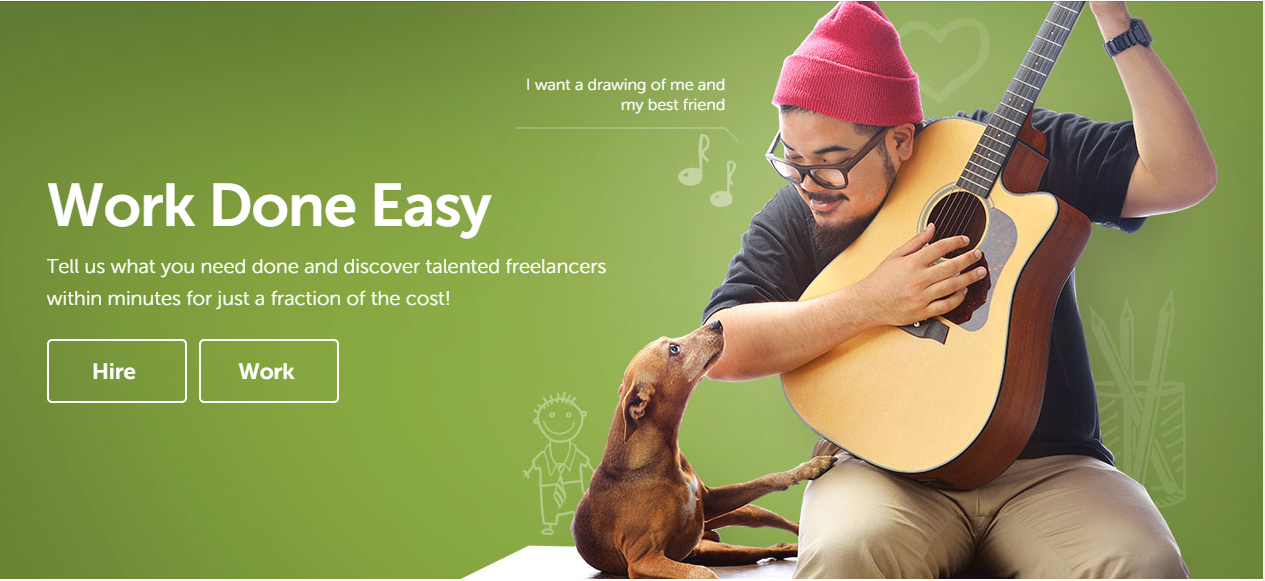 I want a drawing of me and
my best friend
Work Done Easy
Tell us what you need done and discover talented freelancers
within minutes for just a fraction of the cost!
Hire
Work